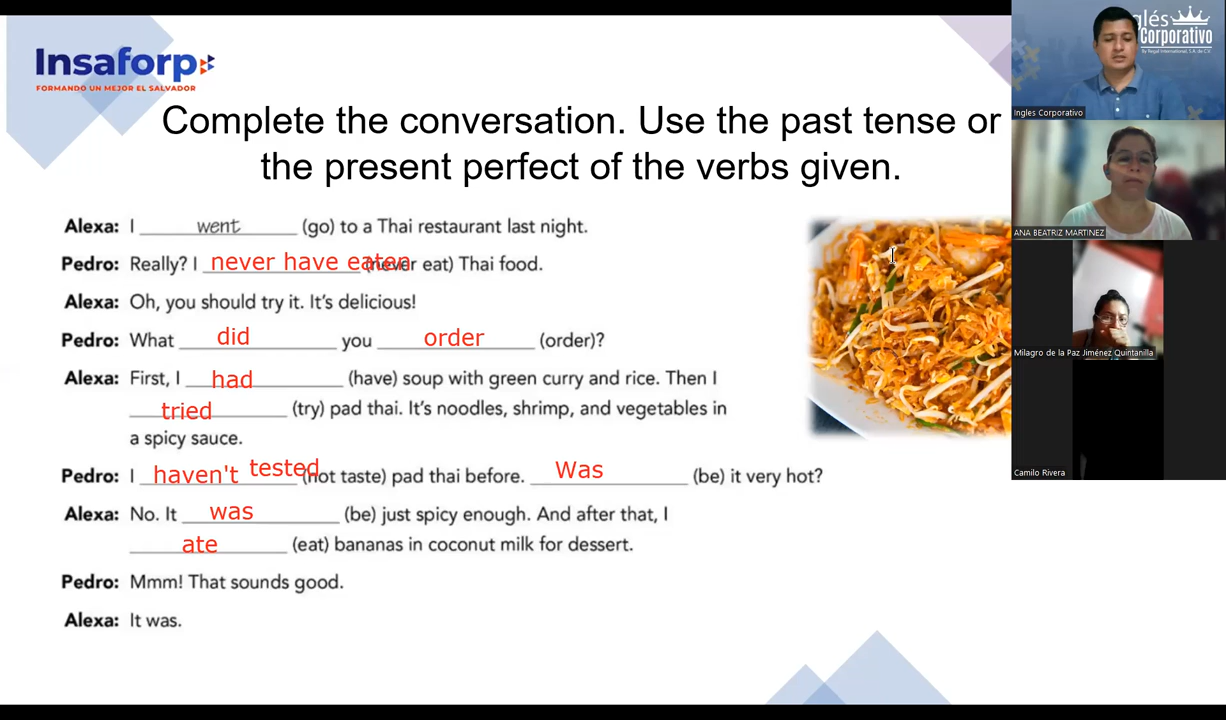 Insaforp
FORMANDO UN MEJOR EL SALVADOR
Complete the conversation. Use the past tense or
the present perfect of the verbs given.
Alexa: I went (go) to a Thai restaurant last night.
Pedro: Really? I never have eaten (never eat) Thai food.
Alexa: Oh, you should try it. It's delicious!
Pedro: What did you order (order)?
Alexa: First, I had (have) soup with green curry and rice. Then I
tried (try) pad thai. It's noodles, shrimp, and vegetables in
a spicy sauce.
Pedro: I haven't tested (not taste) pad thai before. Was (be) it very hot?
Alexa: No. It was (be) just spicy enough. And after that, I
ate (eat) bananas in coconut milk for dessert.
Pedro: Mmm! That sounds good.
Alexa: It was.
glés
Corporativo
By Regal International, S.A. de C.V.
Ingles Corporativo
ANA BEATRIZ MARTINEZ
Milagro de la Paz Jiménez Quintanilla
Camilo Rivera